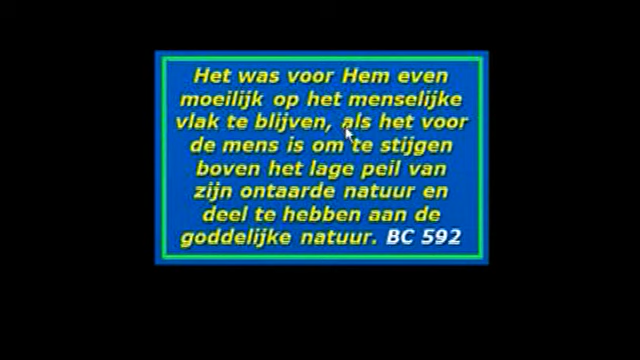 Het was voor Hem even
moeilijk op het menselijke
vlak te blijven, als het voor
de mens is om te stijgen
boven het lage peil van
zijn ontaarde natuur en
deel te hebben aan de
goddelijke natuur. BC 592